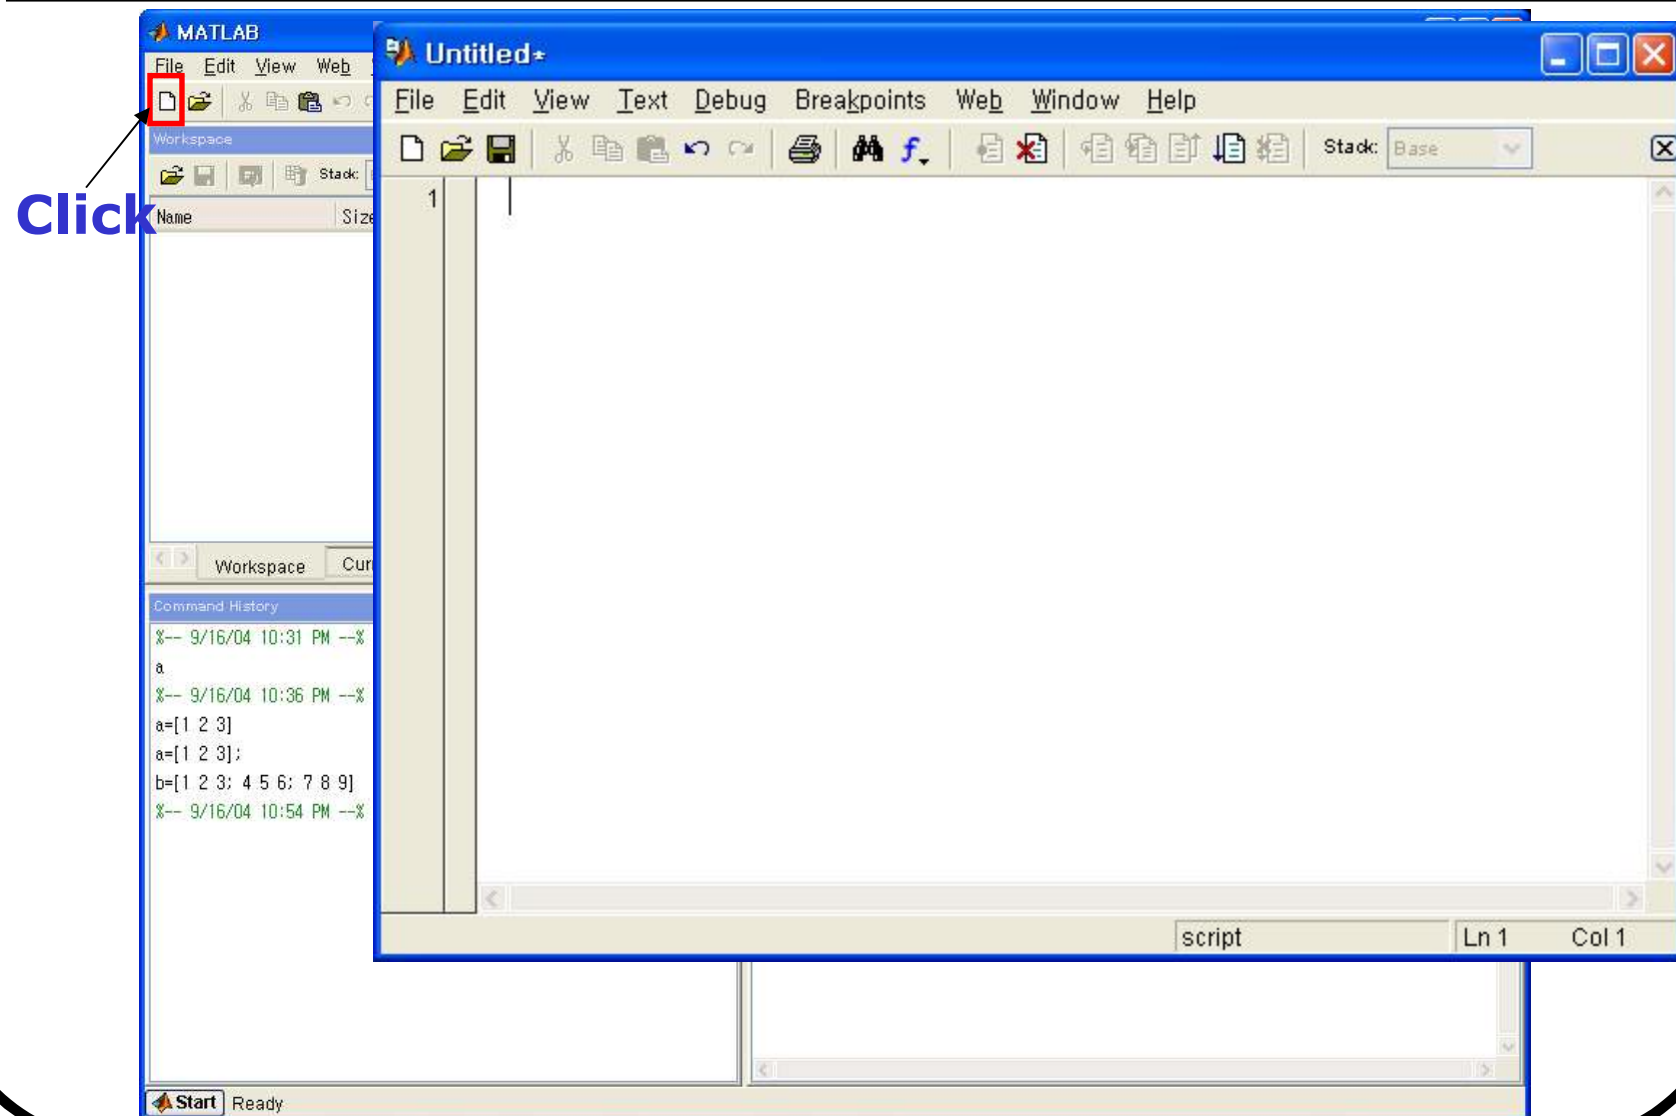 MATLAB
File Edit View Web
Workspace
Stack:
Name Size
Click
Workspace
Command History
%-- 9/16/04 10:31 PM --%
a
%-- 9/16/04 10:36 PM --%
a=[1 2 3]
a=[1 2 3];
b=[1 2 3; 4 5 6; 7 8 9]
%-- 9/16/04 10:54 PM --%
Start Ready
Untitled*
File Edit View Text Debug Breakpoints Web Window Help
Stack: Base
1
script Ln 1 Col 1